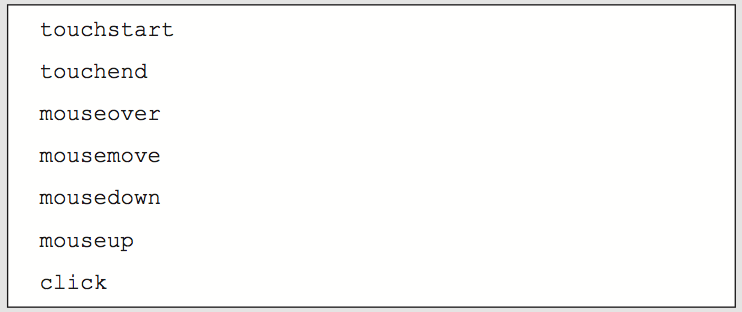 touchstart
touchend
mouseover
mousemove
mousedown
mouseup
click